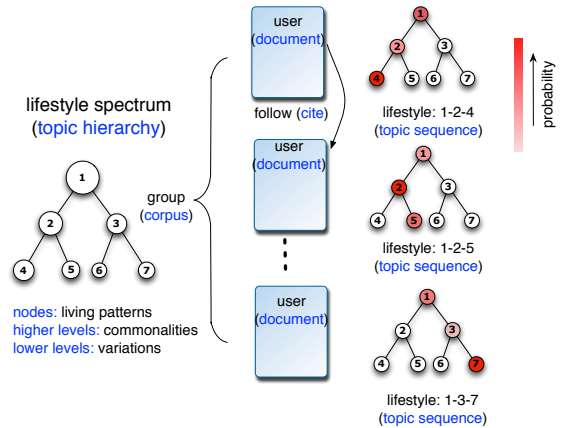 lifestyle spectrum
(topic hierarchy)
1
2
3
4
5
6
7
nodes: living patterns
higher levels: commonalities
lower levels: variations
group
(corpus)
user
(document)
follow (cite)
user
(document)
user
(document)
1
2
3
4
5
6
7
lifestyle: 1-2-4
(topic sequence)
1
2
3
4
5
6
7
lifestyle: 1-2-5
(topic sequence)
1
2
3
4
5
6
7
lifestyle: 1-3-7
(topic sequence)
probability